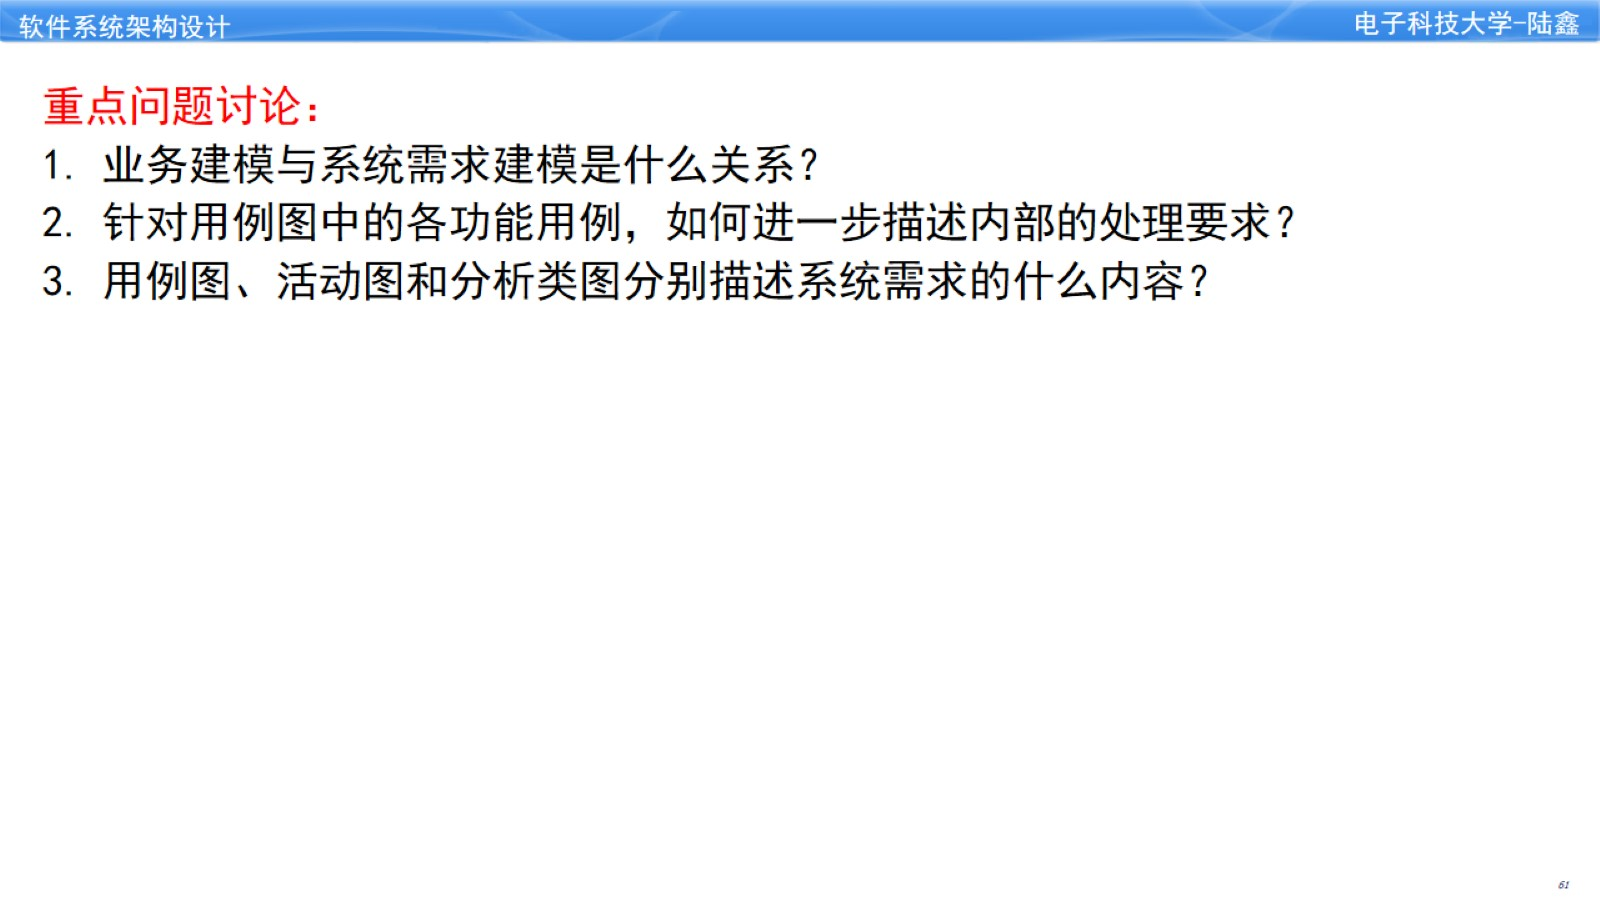 软件系统架构设计
电子科技大学-陆鑫
重点问题讨论：
1. 业务建模与系统需求建模是什么关系？
2. 针对用例图中的各功能用例，如何进一步描述内部的处理要求？
3. 用例图、活动图和分析类图分别描述系统需求的什么内容？
61